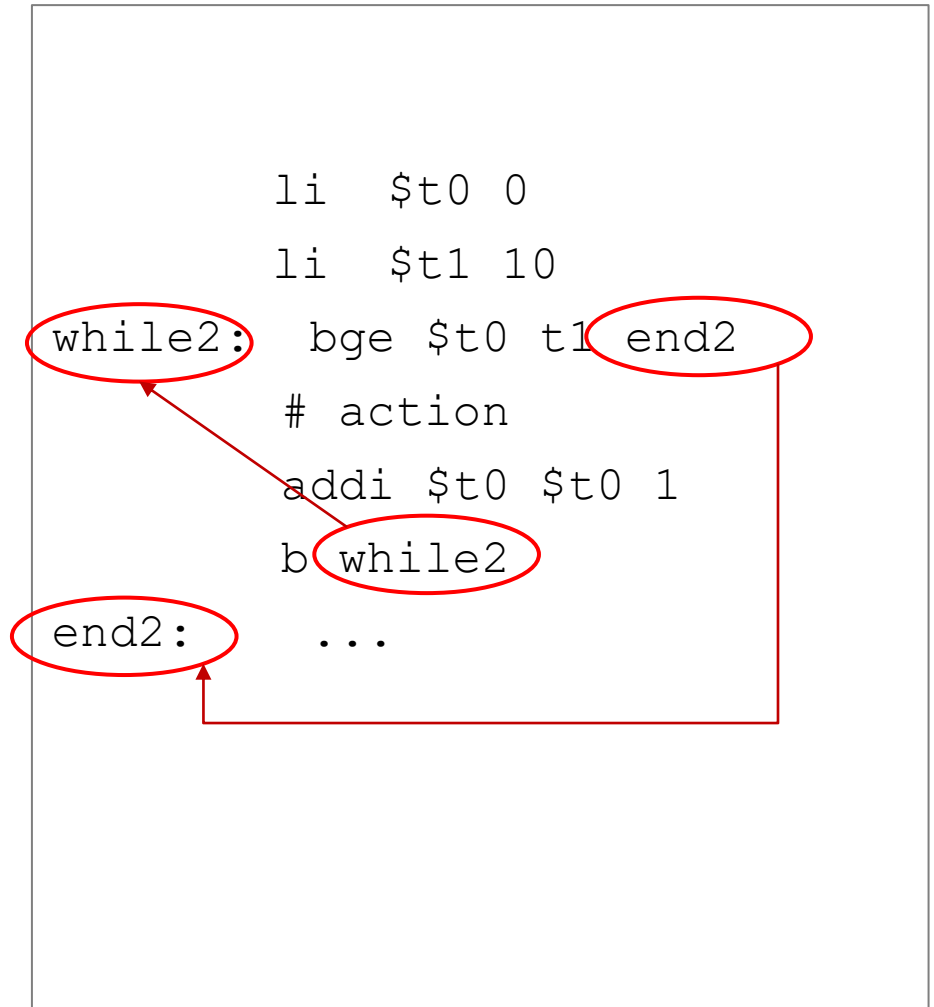 li $t0 0
li $t1 10
while2: bge $t0 t1 end2
# action
addi $t0 $t0 1
b while2
end2: ...